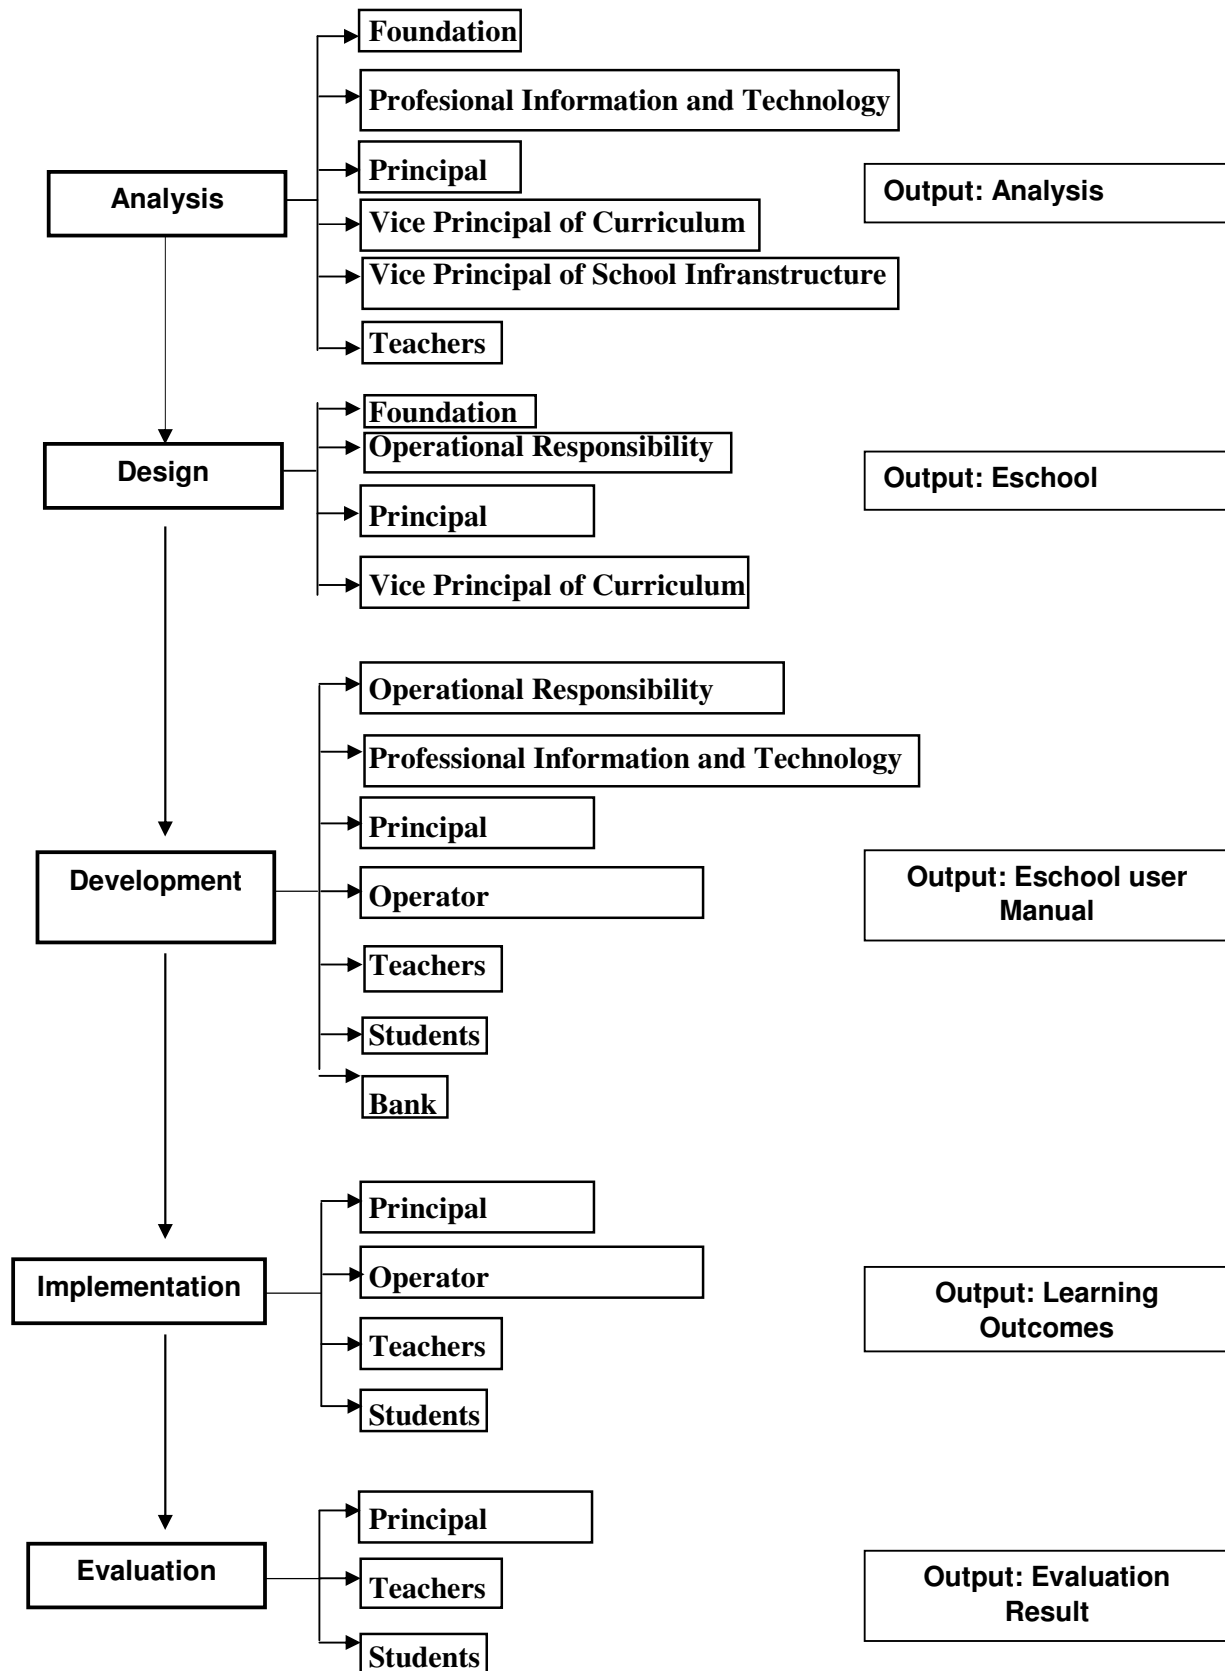 Foundation
Profesional Information and Technology
Principal
Analysis
Output: Analysis
Vice Principal of Curriculum
Vice Principal of School Infranstructure
Teachers
Foundation
Operational Responsibility
Design
Output: Eschool
Principal
Vice Principal of Curriculum
Operational Responsibility
Professional Information and Technology
Principal
Development
Operator
Output: Eschool user
Manual
Teachers
Students
Bank
Principal
Implementation
Operator
Output: Learning
Outcomes
Teachers
Students
Principal
Evaluation
Teachers
Output: Evaluation
Result
Students